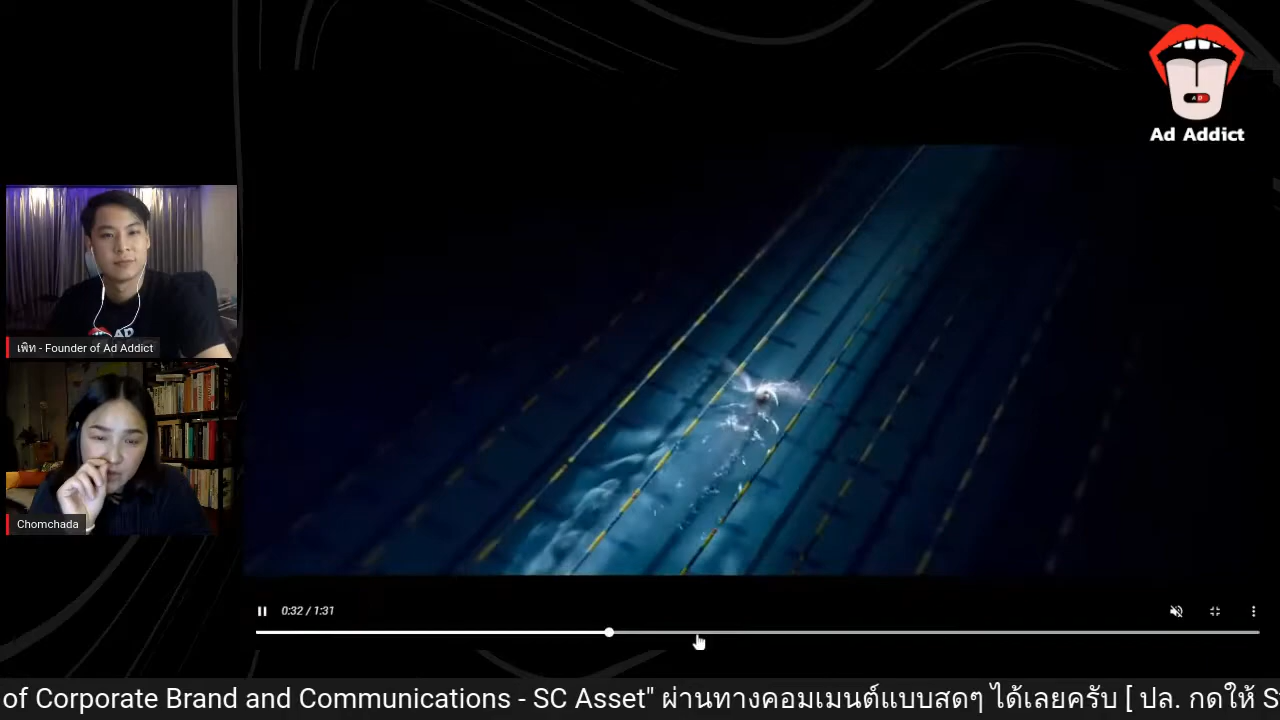 AD
Ad Addict
AD
เพิท - Founder of Ad Addict
Chomchada
0:32 / 1:31
of Corporate Brand and Communications - SC Asset" ผ่านทางคอมเมนต์แบบสดๆ ได้เลยครับ [ ปล. กดให้ S